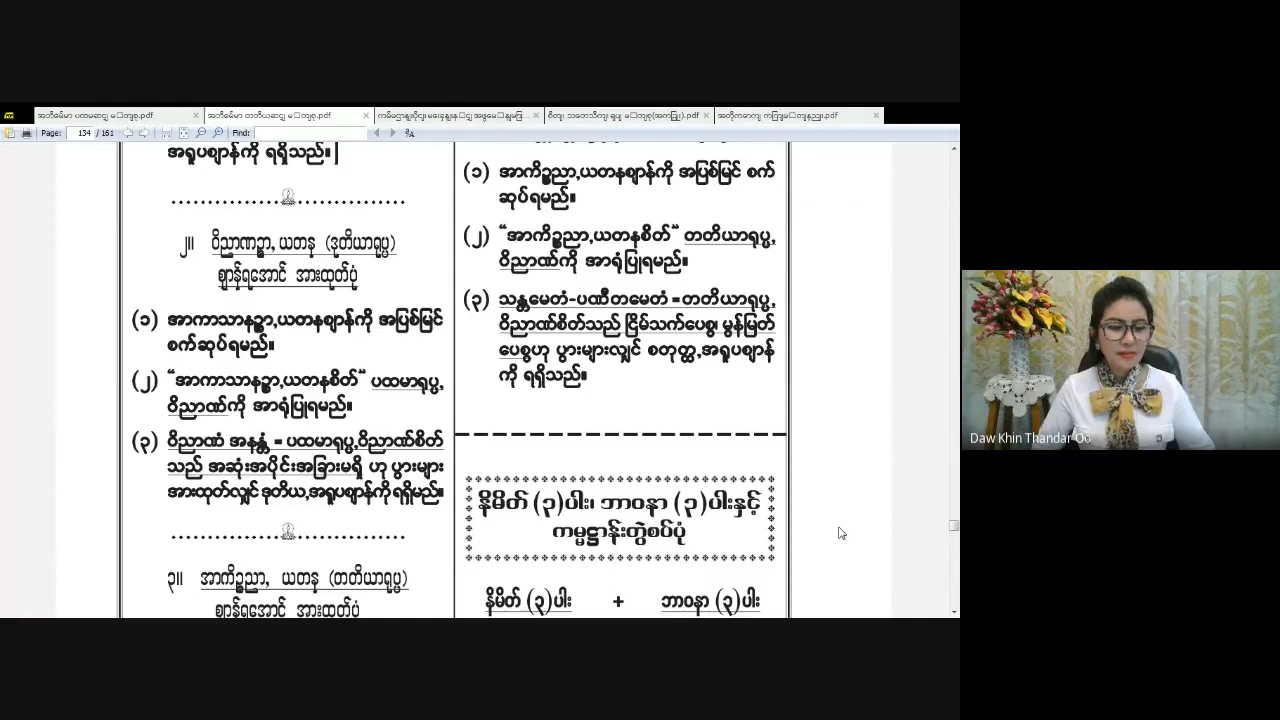 Page: 134 / 161 Find:
အရူပဈာန်ကို ရရှိသည်။
၂။ ဝိညာဏဉ္စာ,ယတန (ဒုတိယာရုပ္ပ)
ဈာန်ရအောင် အားထုတ်ပုံ
(၁) အာကာသာနဉ္စာ,ယတနဈာန်ကို အပြစ်မြင်
စက်ဆုပ်ရမည်။
(၂) “အာကာသာနဉ္စာ,ယတနစိတ်” ပထမာရုပ္ပ,
ဝိညာဏ်ကို အာရုံပြုရမည်။
(၃) ဝိညာဏံ အနန္တံ = ပထမာရုပ္ပ,ဝိညာဏ်စိတ်
သည် အဆုံးအပိုင်းအခြားမရှိ ဟု ပွားများ
အားထုတ်လျှင် ဒုတိယ,အရူပဈာန်ကို ရရှိမည်။
၃။ အာကိဉ္စညာ, ယတန (တတိယာရုပ္ပ)
ဈာန်ရအောင် အားထုတ်ပုံ
(၁) အာကိဉ္စညာ,ယတနဈာန်ကို အပြစ်မြင် စက်
ဆုပ်ရမည်။
(၂) “အာကိဉ္စညာ,ယတနစိတ်” တတိယာရုပ္ပ,
ဝိညာဏ်ကို အာရုံပြုရမည်။
(၃) သန္တမေတံ-ပဏီတမေတံ = တတိယာရုပ္ပ,
ဝိညာဏ်စိတ်သည် ငြိမ်သက်ပေစွ၊ မွန်မြတ်
ပေစွဟု ပွားများလျှင် စတုတ္ထ,အရူပဈာန်
ကို ရရှိသည်။
နိမိတ် (၃)ပါး၊ ဘာဝနာ (၃)ပါးနှင့်
ကမ္မဋ္ဌာန်းတွဲစပ်ပုံ
နိမိတ် (၃)ပါး + ဘာဝနာ (၃)ပါး
Daw Khin Thandar Oo